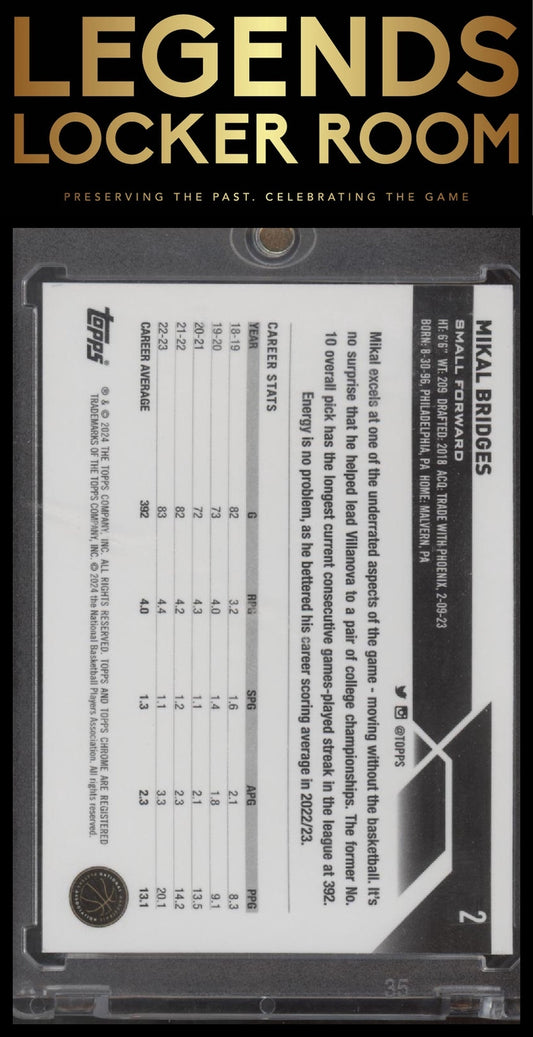 LEGENDS
LOCKER ROOM
PRESERVING THE PAST. CELEBRATING THE GAME
MIKAL BRIDGES
2
SMALL FORWARD
HT: 6'6" WT: 209 DRAFTED: 2018 ACQ: TRADE WITH PHOENIX, 2-09-23
BORN: 8-30-96, PHILADELPHIA, PA HOME: MALVERN, PA
@TOPPS
Mikal excels at one of the underrated aspects of the game - moving without the basketball. It's
no surprise that he helped lead Villanova to a pair of college championships. The former No.
10 overall pick has the longest current consecutive games-played streak in the league at 392.
Energy is no problem, as he bettered his career scoring average in 2022/23.
CAREER STATS
YEAR G RPG SPG APG PPG
18-19 82 3.2 1.6 2.1 8.3
19-20 73 4.0 1.4 1.8 9.1
20-21 72 4.3 1.1 2.1 13.5
21-22 82 4.2 1.2 2.3 14.2
22-23 83 4.4 1.1 3.3 20.1
CAREER AVERAGE 392 4.0 1.3 2.3 13.1
Topps®
® & © 2024 THE TOPPS COMPANY, INC. ALL RIGHTS RESERVED. TOPPS AND TOPPS CHROME ARE REGISTERED
TRADEMARKS OF THE TOPPS COMPANY, INC. © 2024 the National Basketball Players Association. All rights reserved.
35